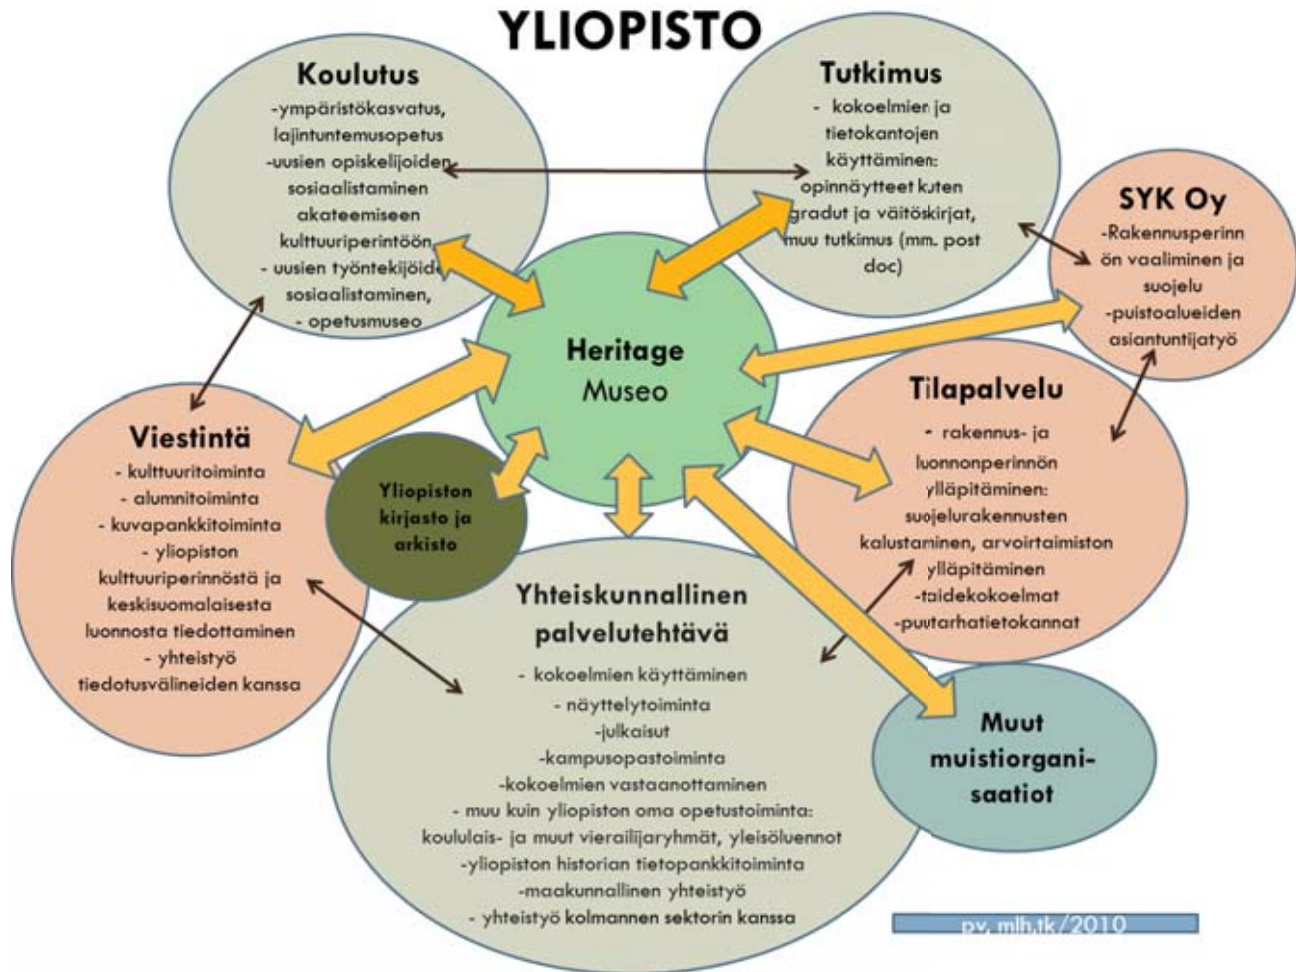 YLIOPISTO
Koulutus
-ympäristökasvatus,
lajintuntemusopetus
-uusien opiskelijoiden
sosiaalistaminen
akateemiseen
kulttuuriperintöön
- uusien työntekijöide
sosiaalistaminen,
- opetusmuseo
Tutkimus
- kokoelmien ja
tietokantojen
käyttäminen:
opinnäytteet kuten
gradut ja väitöskirjat,
muu tutkimus (mm. post
doc)
SYK Oy
-Rakennusperinn
ön vaaliminen ja
suojelu
-puistoalueiden
asiantuntijatyö
Heritage
Museo
Tilapalvelu
- rakennus- ja
luonnonperinnön
ylläpitäminen:
suojelurakennusten
kalustaminen, arvoirtaimiston
ylläpitäminen
-taidekokoelmat
-puutarhatietokannat
Viestintä
- kulttuuritoiminta
- alumnitoiminta
- kuvapankkitoiminta
- yliopiston
kulttuuriperinnöstä ja
keskisuomalaisesta
luonnosta tiedottaminen
- yhteistyö
tiedotusvälineiden kanssa
Yliopiston
kirjasto ja
arkisto
Yhteiskunnallinen
palvelutehtävä
- kokoelmien käyttäminen
- näyttelytoiminta
-julkaisut
-kampusopastoiminta
-kokoelmien vastaanottaminen
- muu kuin yliopiston oma opetustoiminta:
koululais- ja muut vierailijaryhmät, yleisöluennot
-yliopiston historian tietopankkitoiminta
-maakunnallinen yhteistyö
- yhteistyö kolmannen sektorin kanssa
Muut
muistiorgani-
saatiot
pv, mlh,tk/2010